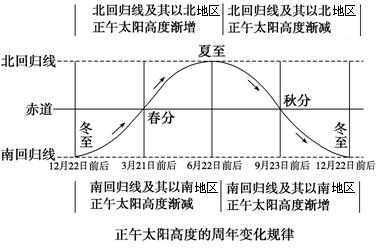 北回归线及其以北地区
正午太阳高度渐增
北回归线及其以北地区
正午太阳高度渐减
夏至
北回归线
赤道
冬至
春分
秋分
冬至
南回归线
12月22日前后
3月21日前后
6月22日前后
9月23日前后
12月22日前后
南回归线及其以南地区
正午太阳高度渐减
南回归线及其以南地区
正午太阳高度渐增
正午太阳高度的周年变化规律